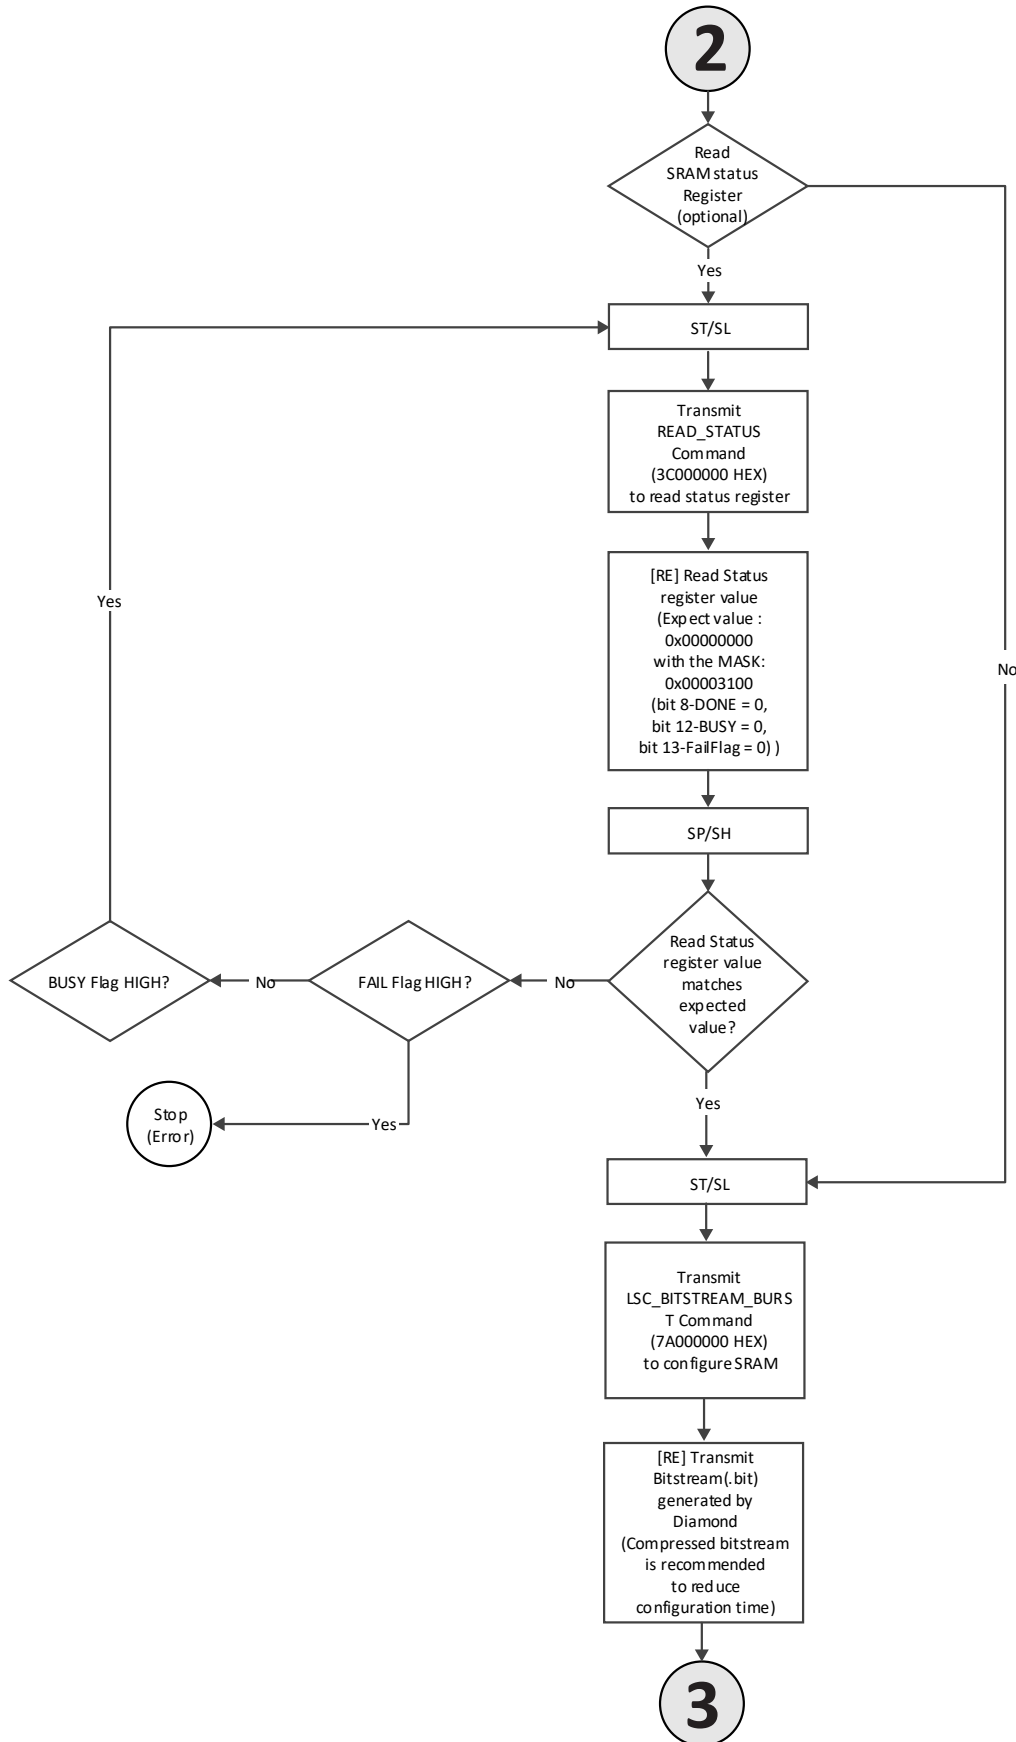 2
Read
SRAM status
Register
(optional)
Yes
ST/SL
Transmit
READ_STATUS
Command
(3C000000 HEX)
to read status register
[RE] Read Status
register value
(Expect value :
0x00000000
with the MASK:
0x00003100
(bit 8-DONE = 0,
bit 12-BUSY = 0,
bit 13-FailFlag = 0) )
Yes
No
SP/SH
Read Status
register value
matches
expected
value?
No
FAIL Flag HIGH?
No
BUSY Flag HIGH?
Yes
Stop
(Error)
Yes
ST/SL
Transmit
LSC_BITSTREAM_BURS
T Command
(7A000000 HEX)
to configure SRAM
[RE] Transmit
Bitstream(.bit)
generated by
Diamond
(Compressed bitstream
is recommended
to reduce
configuration time)
3